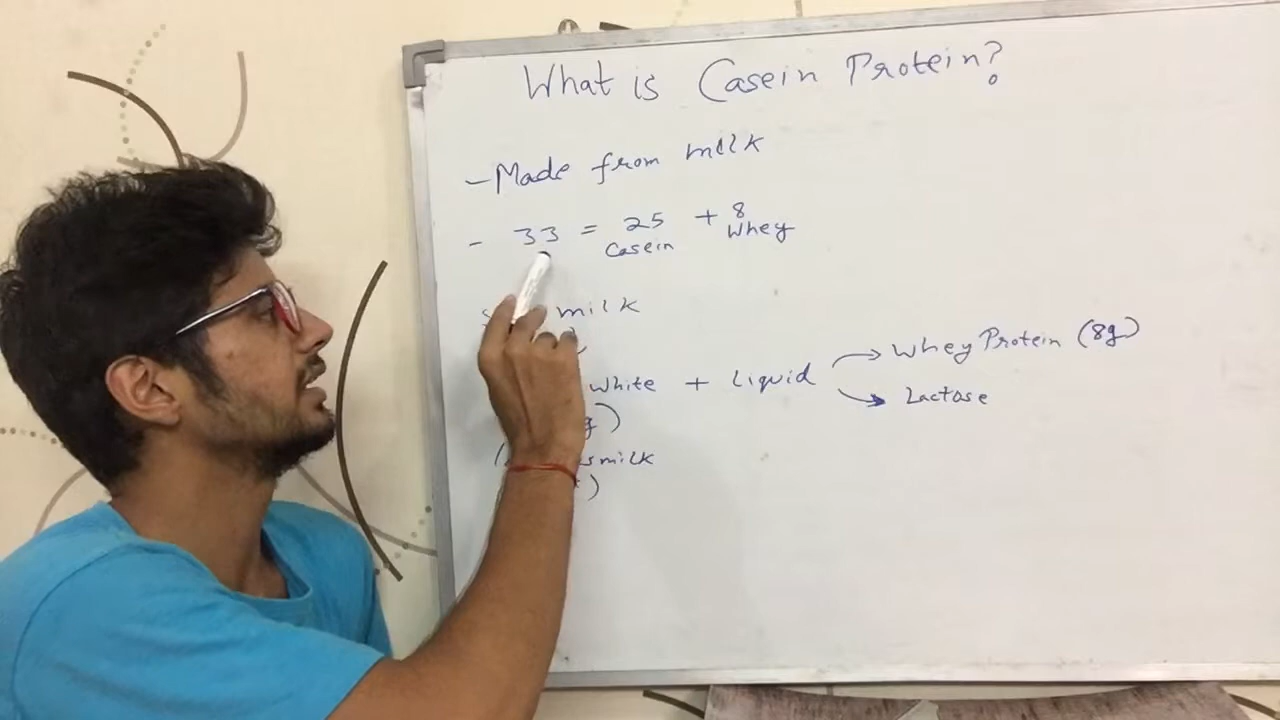 What is Casein Protein?
- Made from milk
- 33 = 25 + 8
Casein Whey
milk
white + Liquid → Whey Protein (8g)
→ Lactose
g)
smilk
)